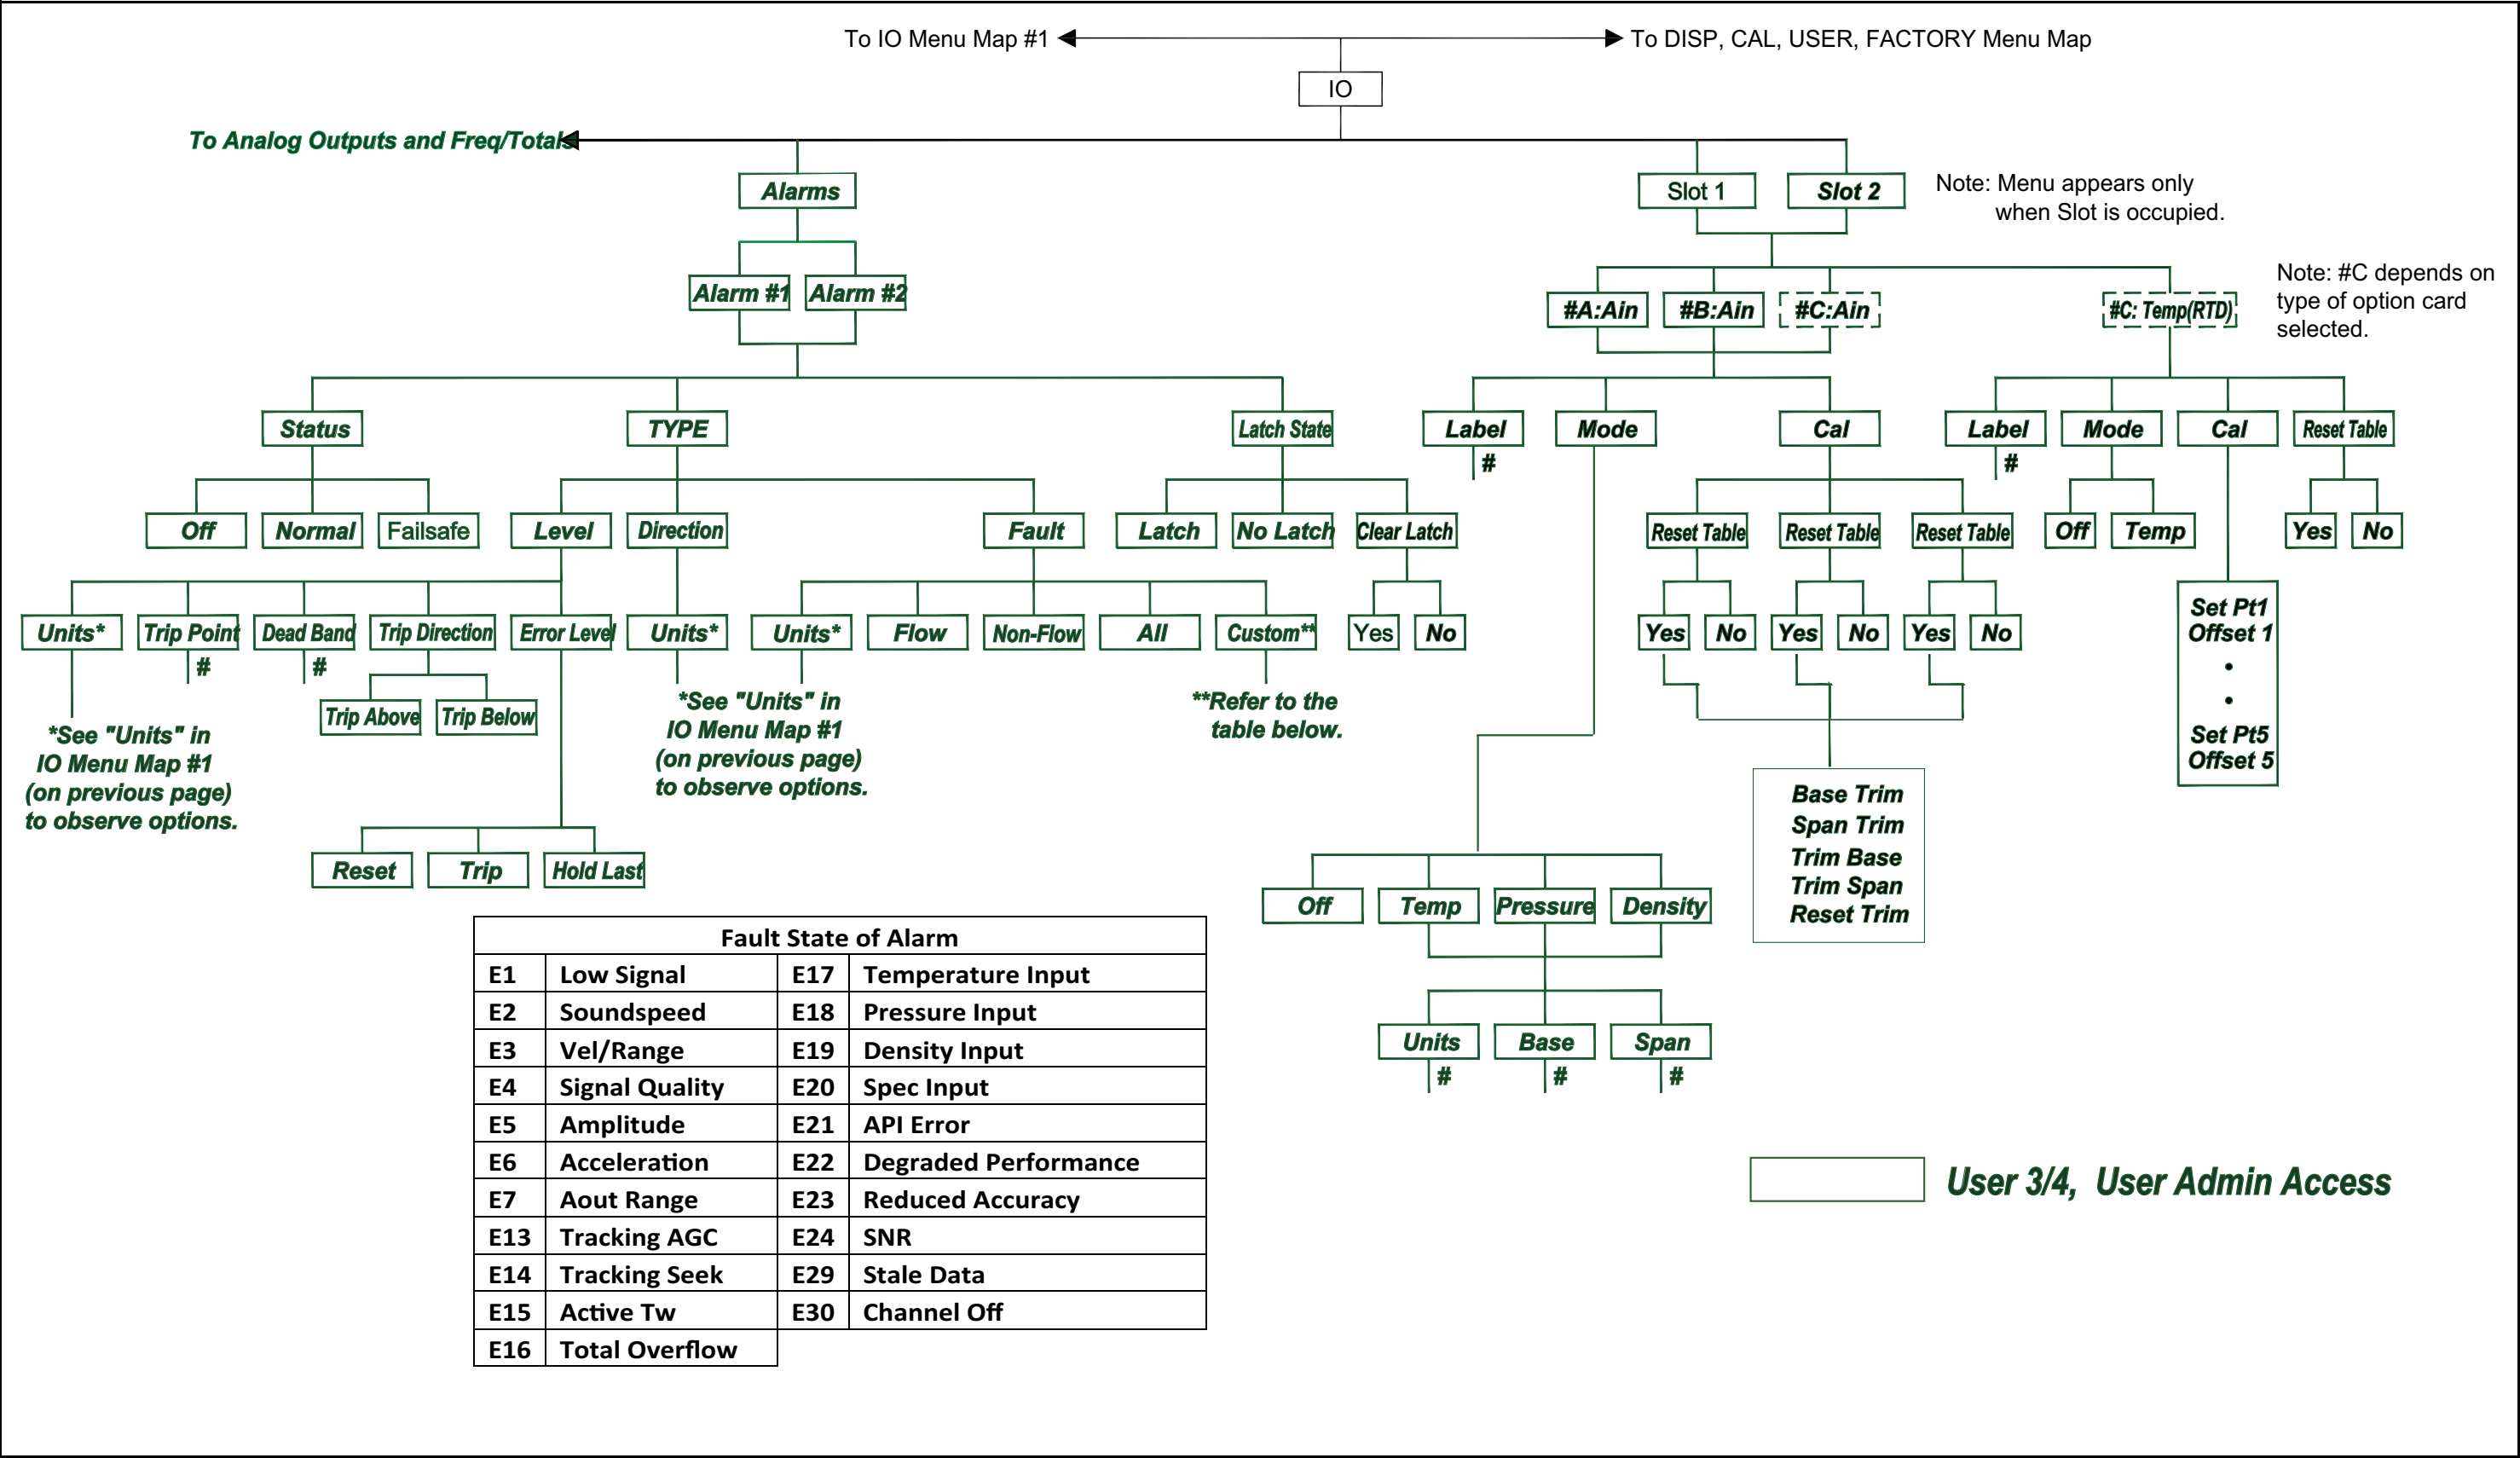 To IO Menu Map #1
To DISP, CAL, USER, FACTORY Menu Map
IO
To Analog Outputs and Freq/Totals
Alarms
Slot 1
Slot 2
Note: Menu appears only
when Slot is occupied.
Alarm #1
Alarm #2
#A:Ain
#B:Ain
#C:Ain
#C: Temp(RTD)
Note: #C depends on
type of option card
selected.
Status
TYPE
Latch State
Label
#
Mode
Cal
Label
#
Mode
Cal
Reset Table
Off
Normal
Failsafe
Level
Direction
Fault
Latch
No Latch
Clear Latch
Reset Table
Reset Table
Reset Table
Off
Temp
Yes
No
Units*
Trip Point
#
Dead Band
#
Trip Direction
Error Level
Units*
Units*
Flow
Non-Flow
All
Custom**
Yes
No
Yes
No
Yes
No
Yes
No
Set Pt1
Offset 1
•
•
Set Pt5
Offset 5
Trip Above
Trip Below
*See "Units" in
IO Menu Map #1
(on previous page)
to observe options.
*See "Units" in
IO Menu Map #1
(on previous page)
to observe options.
**Refer to the
table below.
Base Trim
Span Trim
Trim Base
Trim Span
Reset Trim
Reset
Trip
Hold Last
Off
Temp
Pressure
Density
Units
#
Base
#
Span
#
Fault State of Alarm
E1 Low Signal E17 Temperature Input
E2 Soundspeed E18 Pressure Input
E3 Vel/Range E19 Density Input
E4 Signal Quality E20 Spec Input
E5 Amplitude E21 API Error
E6 Acceleration E22 Degraded Performance
E7 Aout Range E23 Reduced Accuracy
E13 Tracking AGC E24 SNR
E14 Tracking Seek E29 Stale Data
E15 Active Tw E30 Channel Off
E16 Total Overflow
User 3/4, User Admin Access